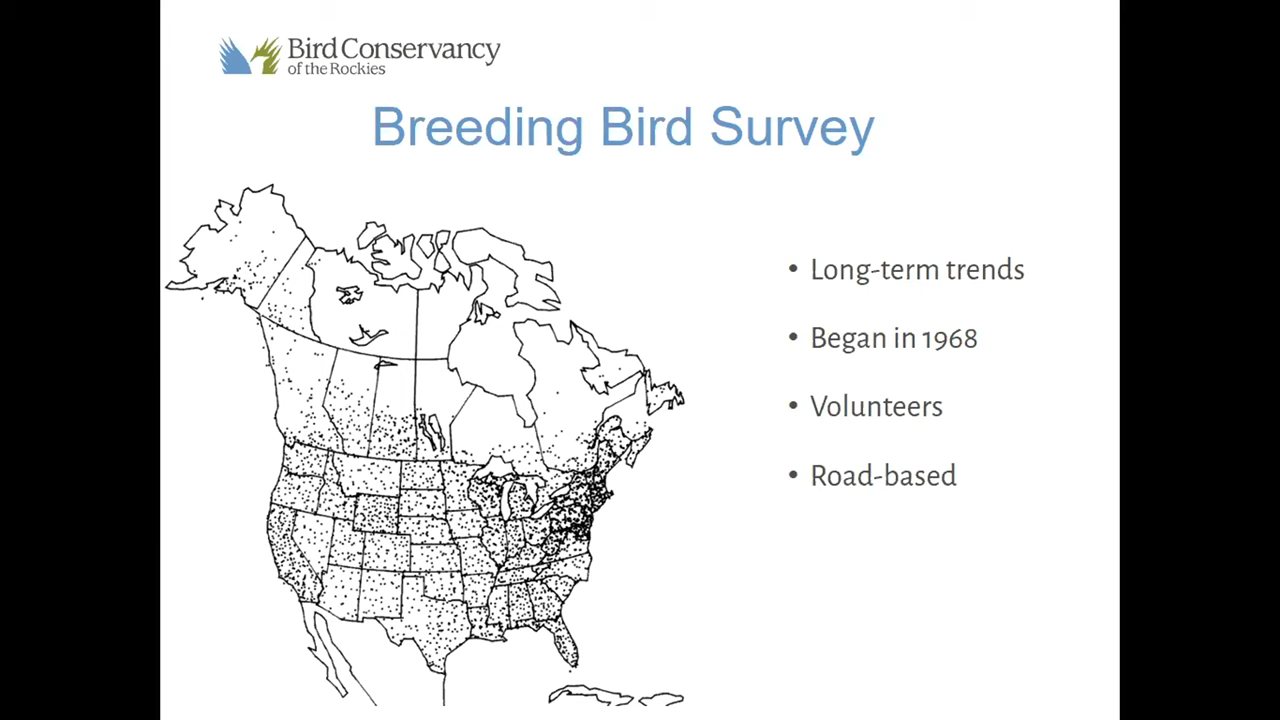 Bird Conservancy
of the Rockies
Breeding Bird Survey
• Long-term trends
• Began in 1968
• Volunteers
• Road-based